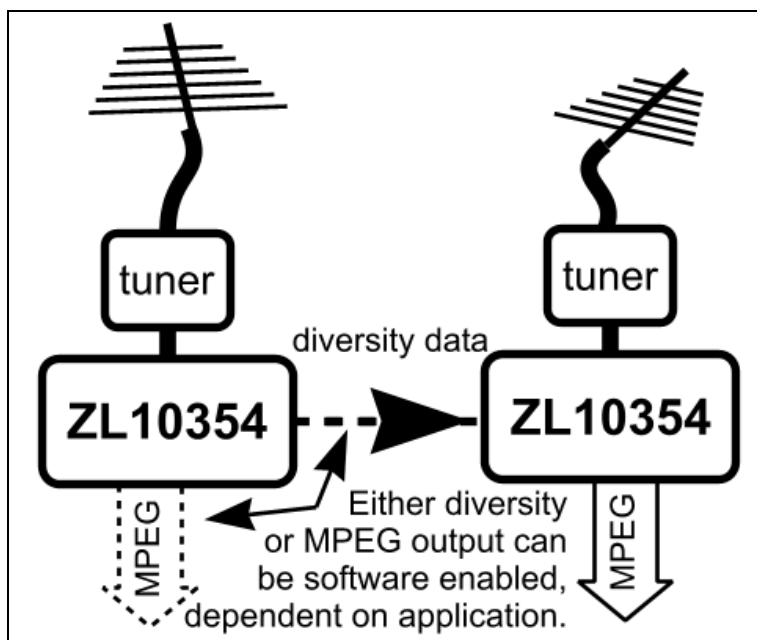 tuner
tuner
diversity data
ZL10354
ZL10354
MPEG
Either diversity
or MPEG output can
be software enabled,
dependent on application.
MPEG